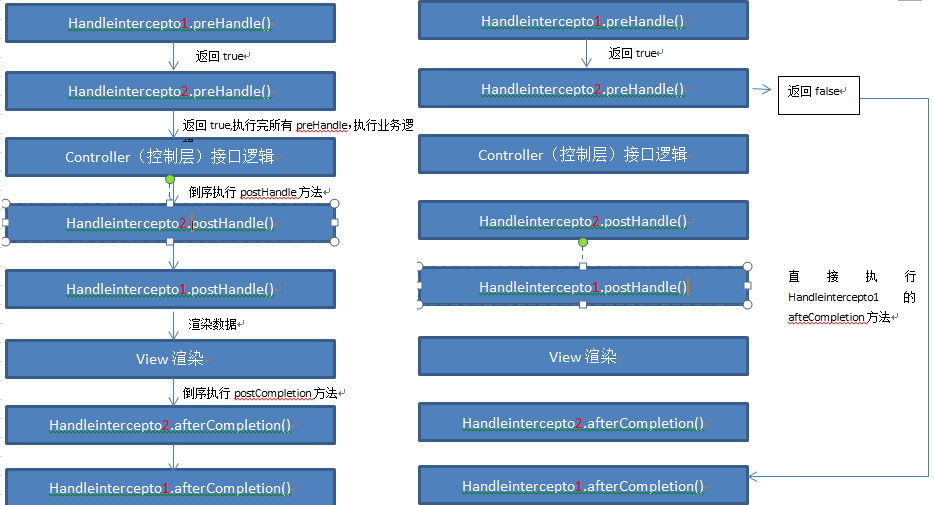 Handleintercepto1.preHandle()
返回 true
Handleintercepto2.preHandle()
返回 true,执行完所有 preHandle,执行业务逻
Controller（控制层）接口逻辑
倒序执行 postHandle 方法
Handleintercepto2.postHandle()
Handleintercepto1.postHandle()
渲染数据
View 渲染
倒序执行 postCompletion 方法
Handleintercepto2.afterCompletion()
Handleintercepto1.afterCompletion()
Handleintercepto1.preHandle()
返回 true
Handleintercepto2.preHandle()
返回 false
Controller（控制层）接口逻辑
Handleintercepto2.postHandle()
Handleintercepto1.postHandle()
直接执行
Handleintercepto1 的
afteCompletion 方法
View 渲染
Handleintercepto2.afterCompletion()
Handleintercepto1.afterCompletion()